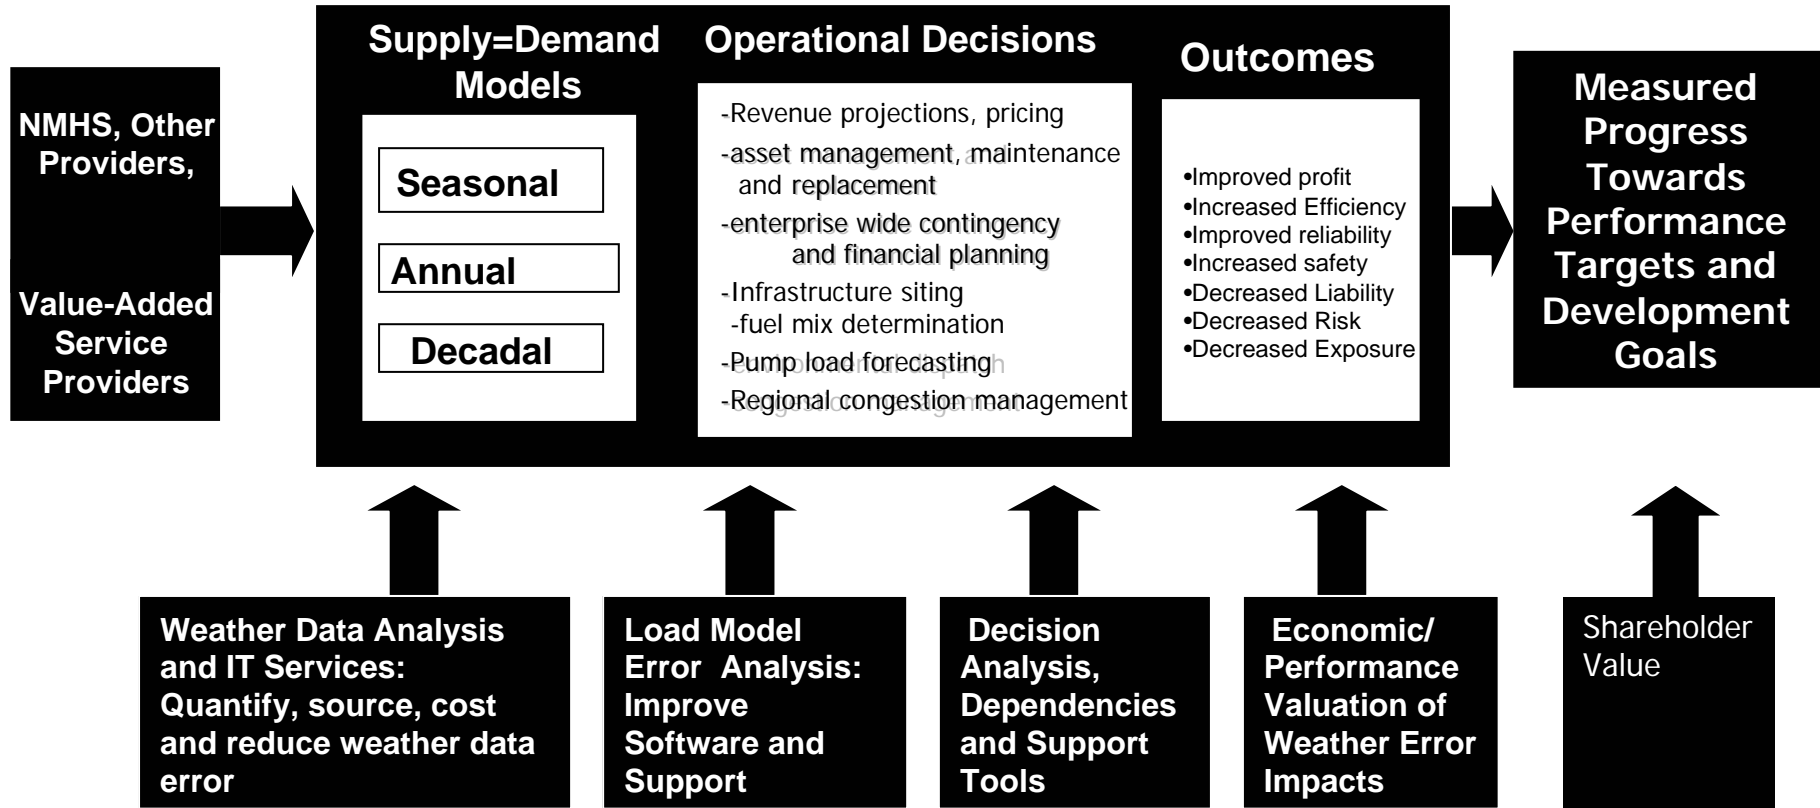 NMHS, Other
Providers,
Value-Added
Service
Providers
Supply=Demand
Models
Seasonal
Annual
Decadal
Operational Decisions
-Revenue projections, pricing
-asset management, maintenance
and replacement
-enterprise wide contingency
and financial planning
-Infrastructure siting
-fuel mix determination
-Pump load forecasting
-Regional congestion management
Outcomes
•Improved profit
•Increased Efficiency
•Improved reliability
•Increased safety
•Decreased Liability
•Decreased Risk
•Decreased Exposure
Measured
Progress
Towards
Performance
Targets and
Development
Goals
Weather Data Analysis
and IT Services:
Quantify, source, cost
and reduce weather data
error
Load Model
Error Analysis:
Improve
Software and
Support
Decision
Analysis,
Dependencies
and Support
Tools
Economic/
Performance
Valuation of
Weather Error
Impacts
Shareholder
Value